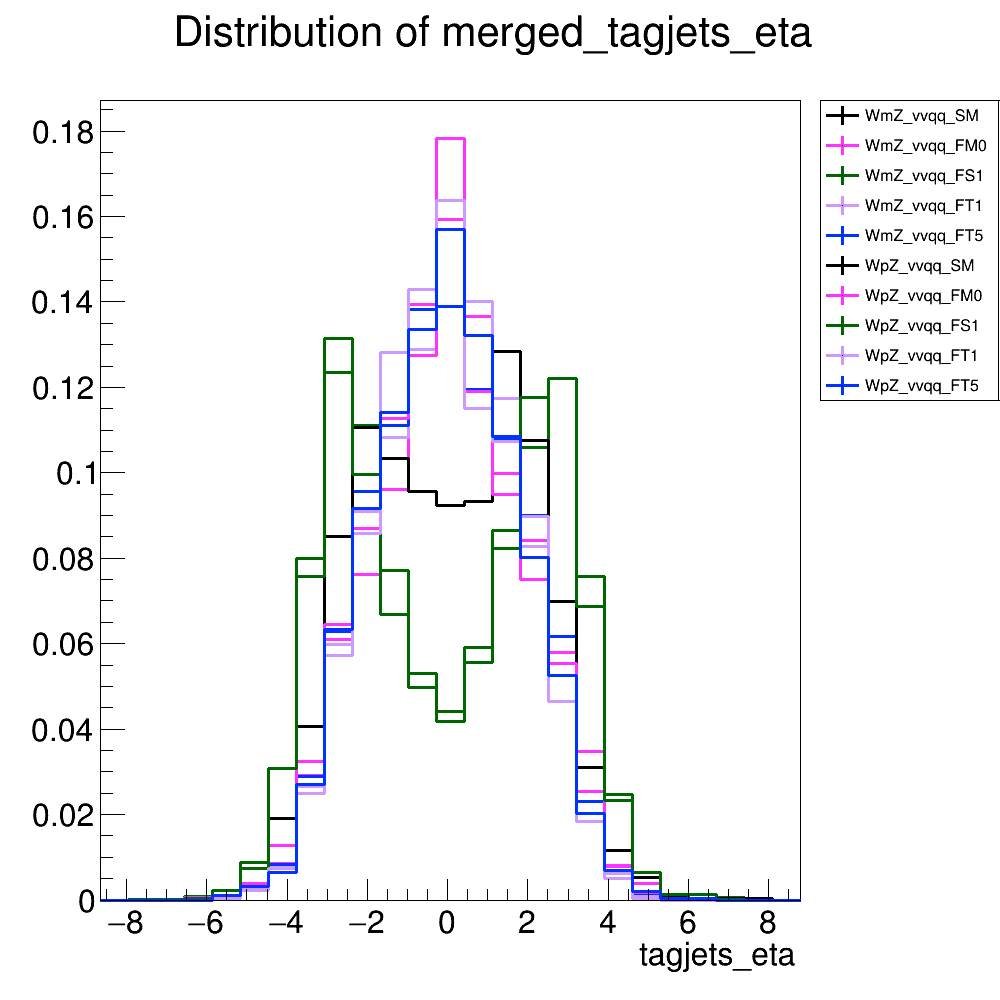 Distribution of merged_tagjets_eta
0.18
0.16
0.14
0.12
0.1
0.08
0.06
0.04
0.02
0
−8 −6 −4 −2 0 2 4 6 8
tagjets_eta
WmZ_vvqq_SM
WmZ_vvqq_FM0
WmZ_vvqq_FS1
WmZ_vvqq_FT1
WmZ_vvqq_FT5
WpZ_vvqq_SM
WpZ_vvqq_FM0
WpZ_vvqq_FS1
WpZ_vvqq_FT1
WpZ_vvqq_FT5